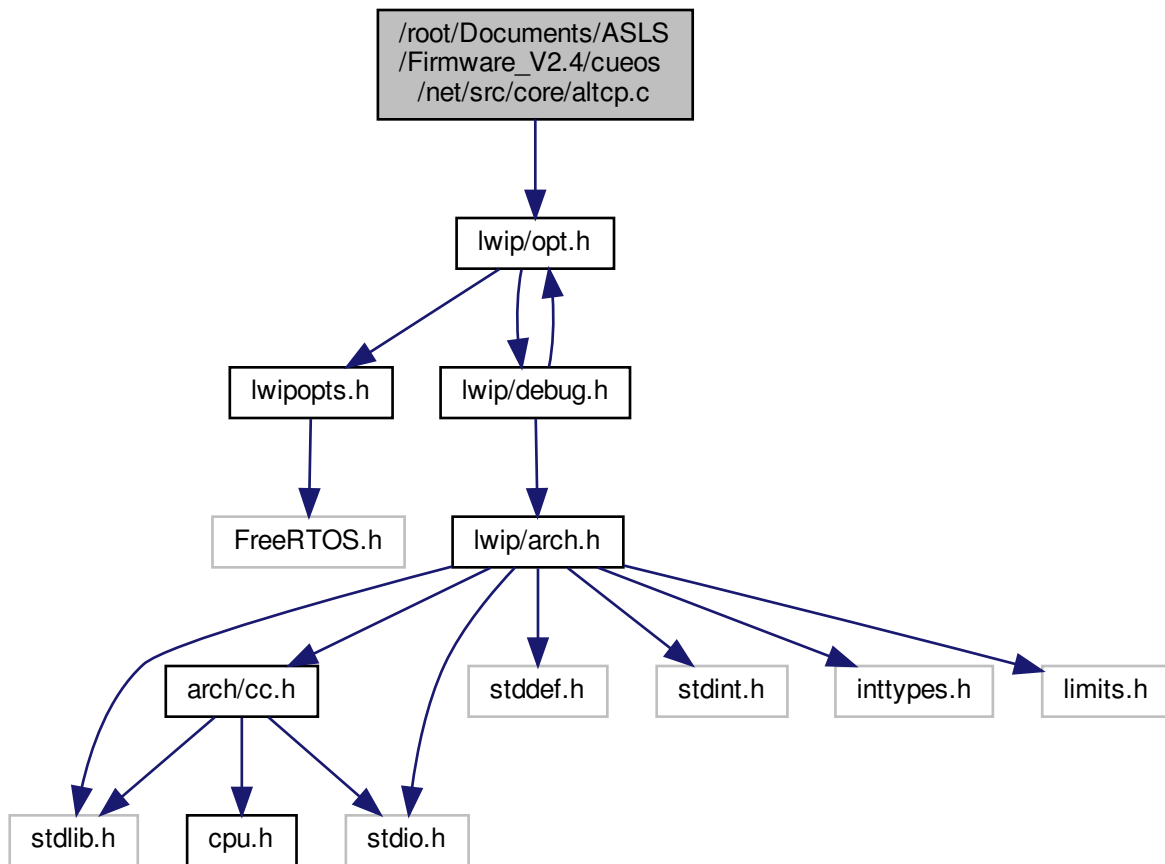 /root/Documents/ASLS
/Firmware_V2.4/cueos
/net/src/core/altcp.c
lwip/opt.h
lwipopts.h
lwip/debug.h
FreeRTOS.h
lwip/arch.h
arch/cc.h
stddef.h
stdint.h
inttypes.h
limits.h
stdlib.h
cpu.h
stdio.h